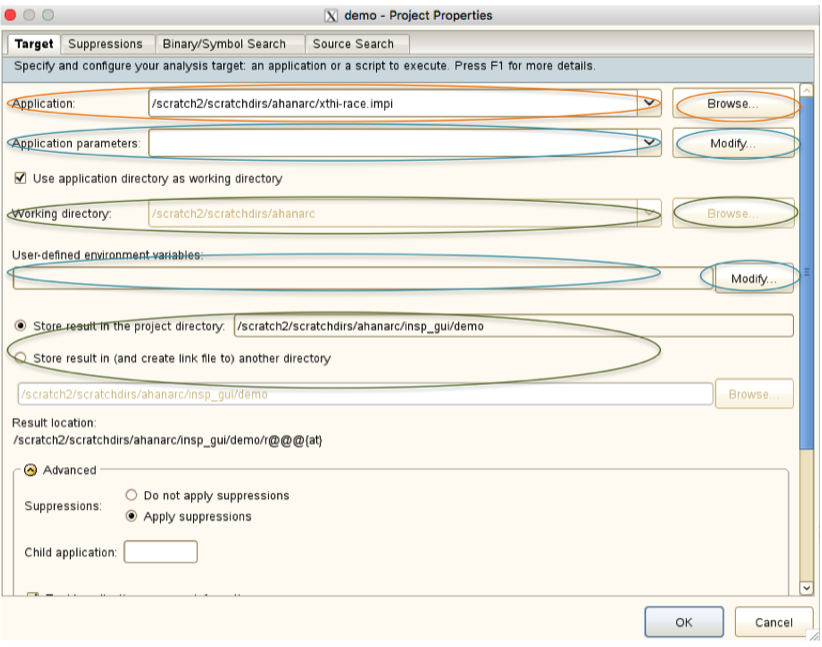 demo - Project Properties
Target Suppressions Binary/Symbol Search Source Search
Specify and configure your analysis target: an application or a script to execute. Press F1 for more details.
Application: /scratch2/scratchdirs/ahanarc/xthi-race.impi Browse...
Application parameters: Modify...
Use application directory as working directory
Working directory: /scratch2/scratchdirs/ahanarc Browse...
User-defined environment variables:
Modify...
Store result in the project directory: /scratch2/scratchdirs/ahanarc/insp_gui/demo
Store result in (and create link file to) another directory
/scratch2/scratchdirs/ahanarc/insp_gui/demo Browse...
Result location:
/scratch2/scratchdirs/ahanarc/insp_gui/demo/r@@@{at}
Advanced
Do not apply suppressions
Suppressions:
Apply suppressions
Child application:
OK Cancel